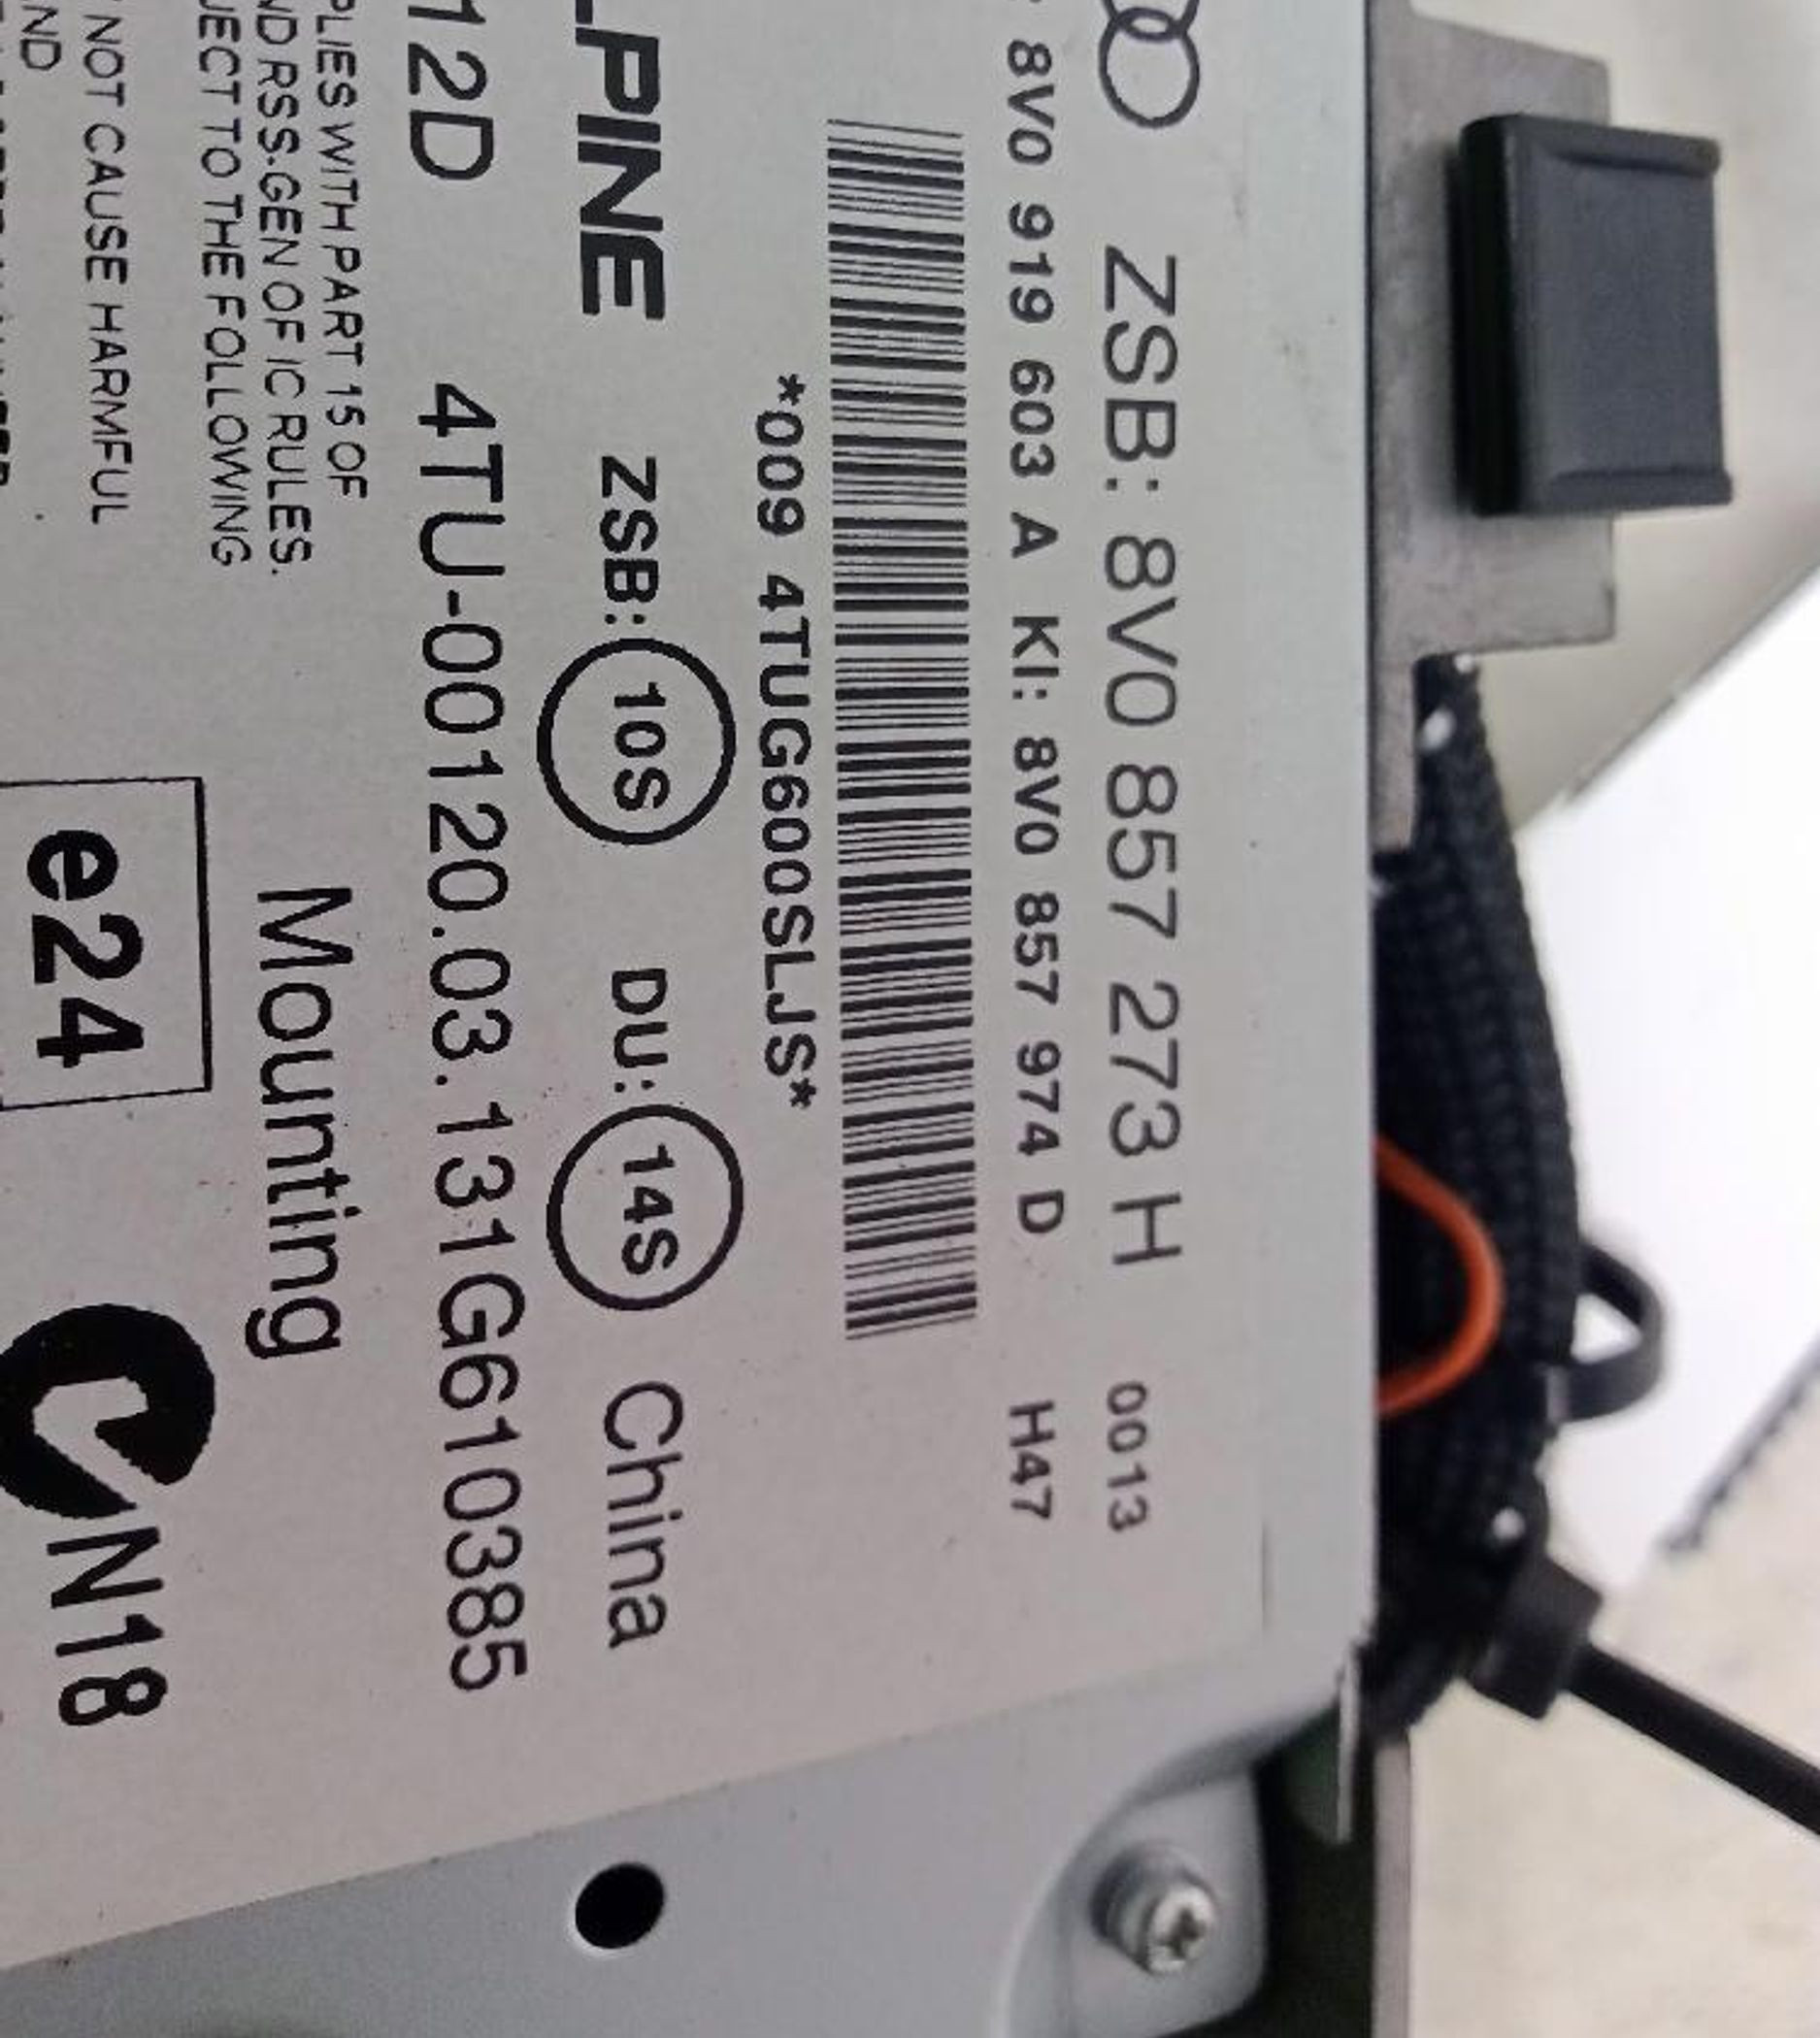 ZSB: 8V0 857 273 H 0013
8V0 919 603 A KI: 8V0 857 974 D H47
*009 4TUG600SLJS*
LPINE ZSB: 10S DU: 14S China
12D 4TU-00120.03.131G6103385
PLIES WITH PART 15 OF
ND RSS-GEN OF IC RULES.
JECT TO THE FOLLOWING
Mounting
NOT CAUSE HARMFUL
ND
e24
N18